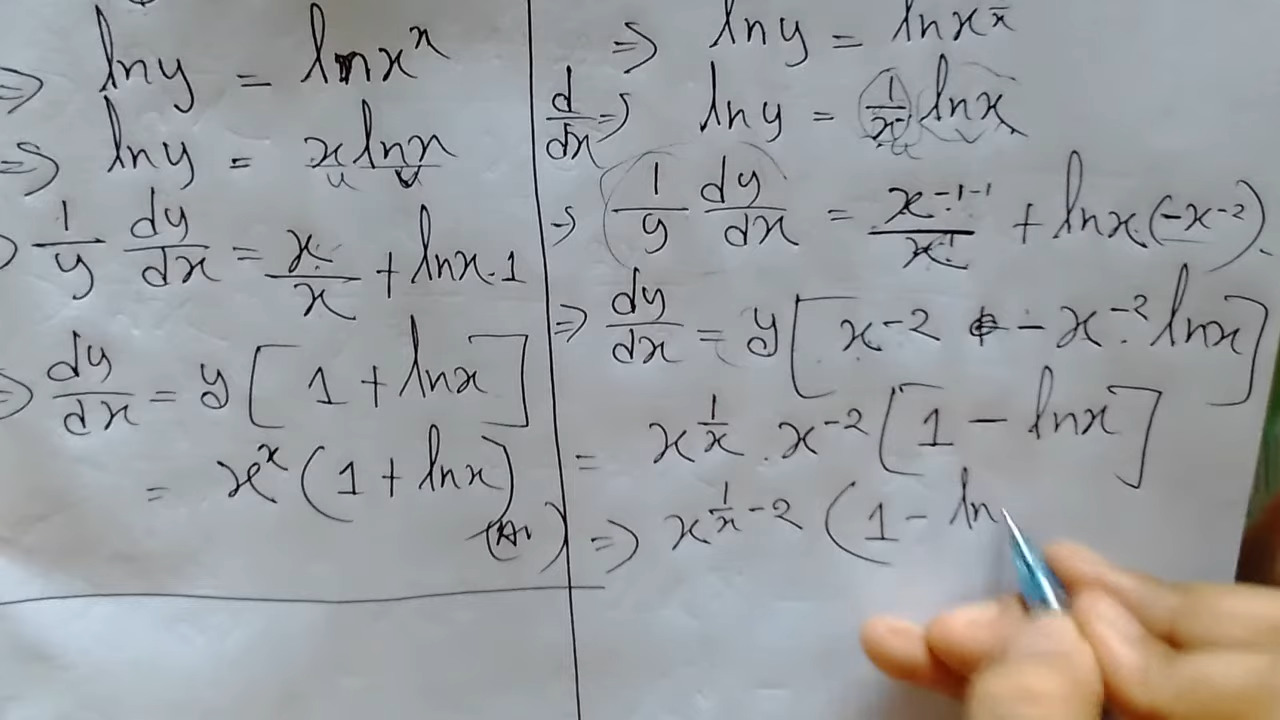 ⇒ ln y = ln x^x
⇒ ln y = x ln x
u v
⇒ 1/y dy/dx = x/x + ln x · 1
⇒ dy/dx = y [ 1 + ln x ]
= x^x (1 + ln x)
⇒ ln y = ln x^(1/x)
d/dx ⇒ ln y = 1/x ln x
u v
⇒ 1/y dy/dx = x^(-1-1)/x + ln x · (-x^-2).
⇒ dy/dx = y [ x^-2 - x^-2 ln x ]
= x^(1/x) . x^-2 [ 1 - ln x ]
⇒ x^(1/x - 2) (1 - ln